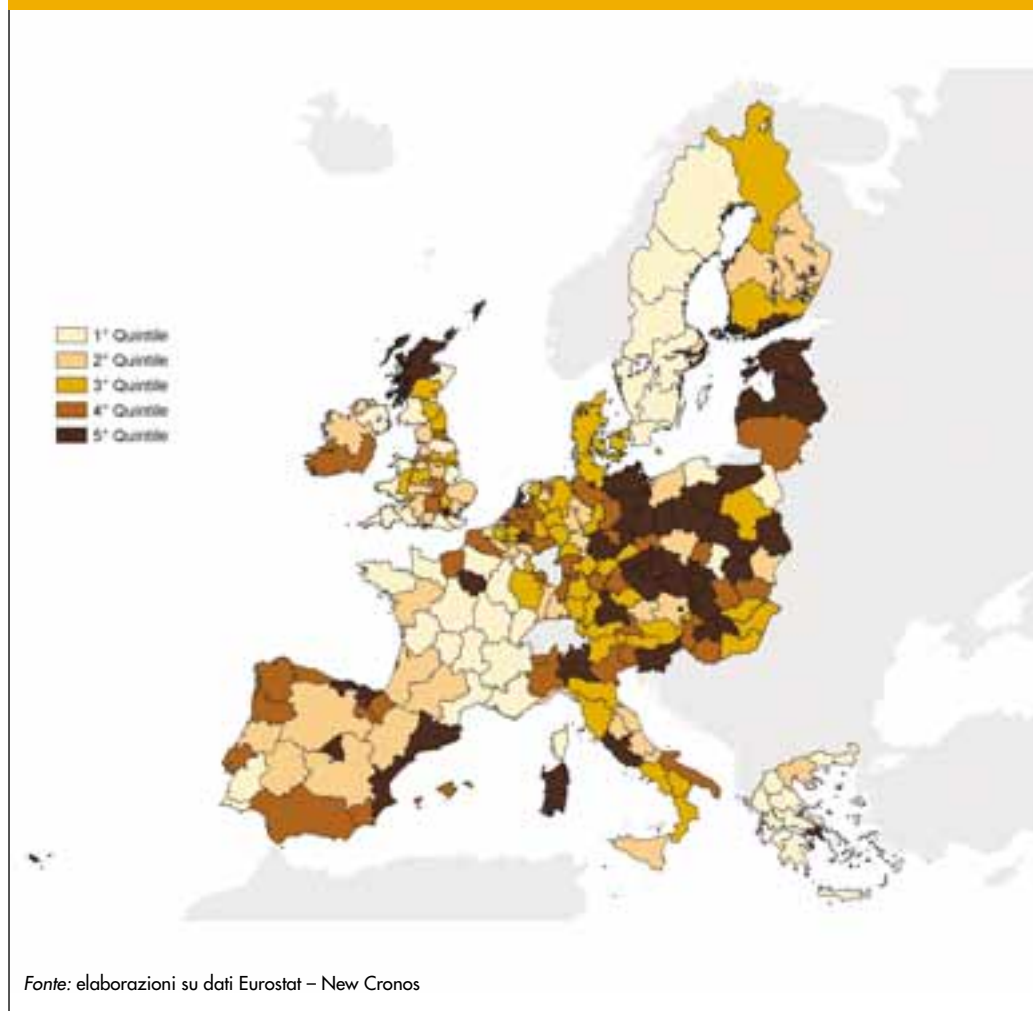 1° Quintile
2° Quintile
3° Quintile
4° Quintile
5° Quintile
Fonte: elaborazioni su dati Eurostat – New Cronos